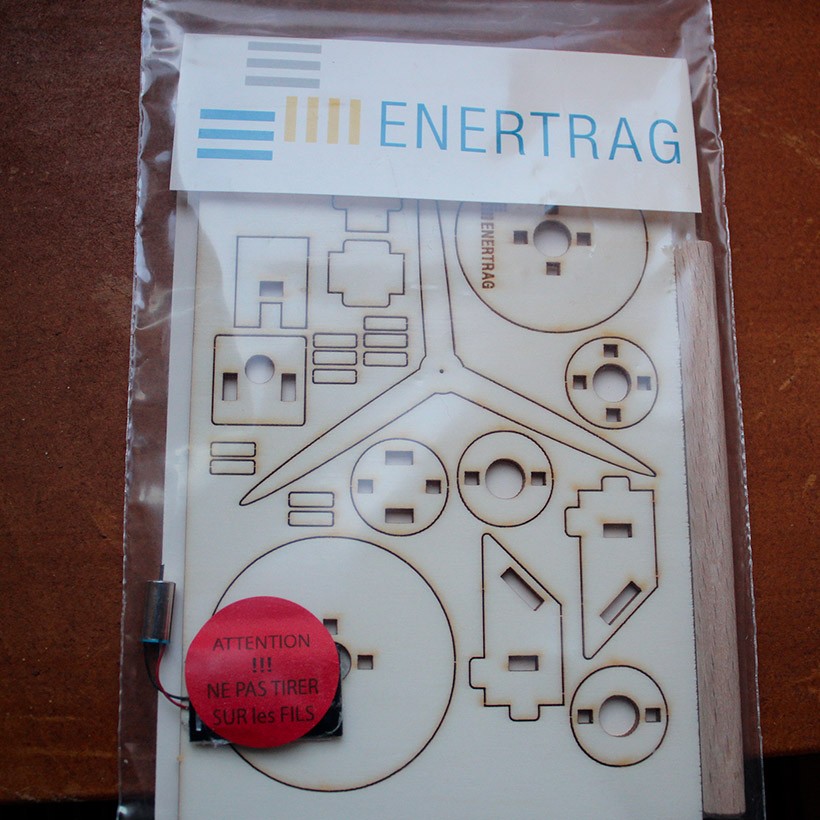 ENERTRAG
ENERTRAG
ATTENTION
!!!
NE PAS TIRER
SUR les FILS